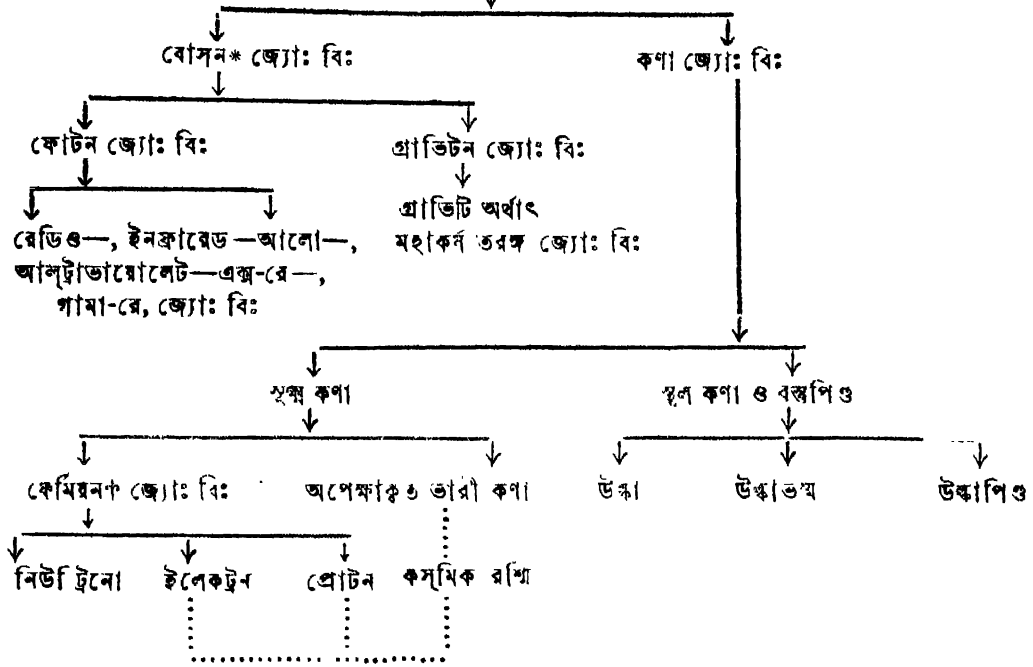 বোসন* জ্যোঃ বিঃ
কণা জ্যোঃ বিঃ
ফোটন জ্যোঃ বিঃ
গ্রাভিটন জ্যোঃ বিঃ
রেডিও—, ইনফ্রারেড—আলো—,
আল্‌ট্রাভায়োলেট—এক্স-রে—,
গামা-রে, জ্যোঃ বিঃ
গ্রাভিটি অর্থাৎ
মহাকর্ষ তরঙ্গ জ্যোঃ বিঃ
সূক্ষ্ম কণা
স্থূল কণা ও বস্তুপিণ্ড
ফের্মিয়ন† জ্যোঃ বিঃ
অপেক্ষাকৃত ভারী কণা
উল্কা
উল্কাভস্ম
উল্কাপিণ্ড
নিউট্রিনো
ইলেকট্রন
প্রোটন
কস্‌মিক রশ্মি